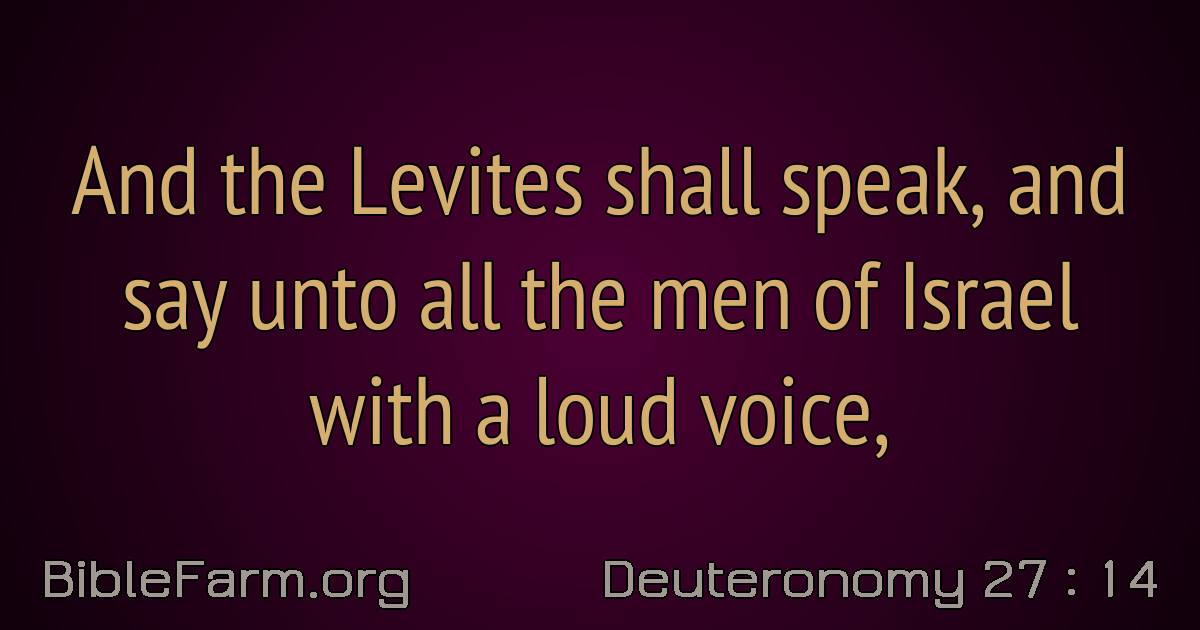 And the Levites shall speak, and
say unto all the men of Israel
with a loud voice,
BibleFarm.org
Deuteronomy 27 : 14